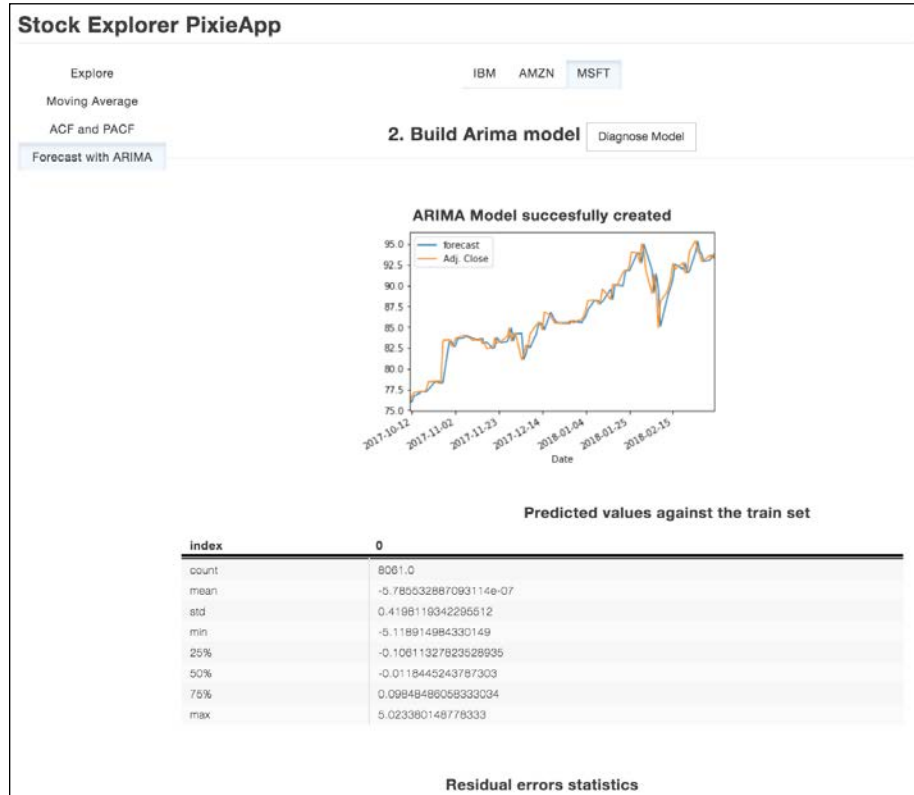 Stock Explorer PixieApp
Explore
Moving Average
ACF and PACF
Forecast with ARIMA
IBM AMZN MSFT
2. Build Arima model Diagnose Model
ARIMA Model succesfully created
95.0
92.5
90.0
87.5
85.0
82.5
80.0
77.5
75.0
forecast
Adj. Close
2017-10-12 2017-11-02 2017-11-23 2017-12-14 2018-01-04 2018-01-25 2018-02-15
Date
Predicted values against the train set
index 0
count 8061.0
mean -5.785532887093114e-07
std 0.4198119342295512
min -5.118914984330149
25% -0.10611327823528935
50% -0.0118445243787303
75% 0.09848486058333034
max 5.023380148778333
Residual errors statistics